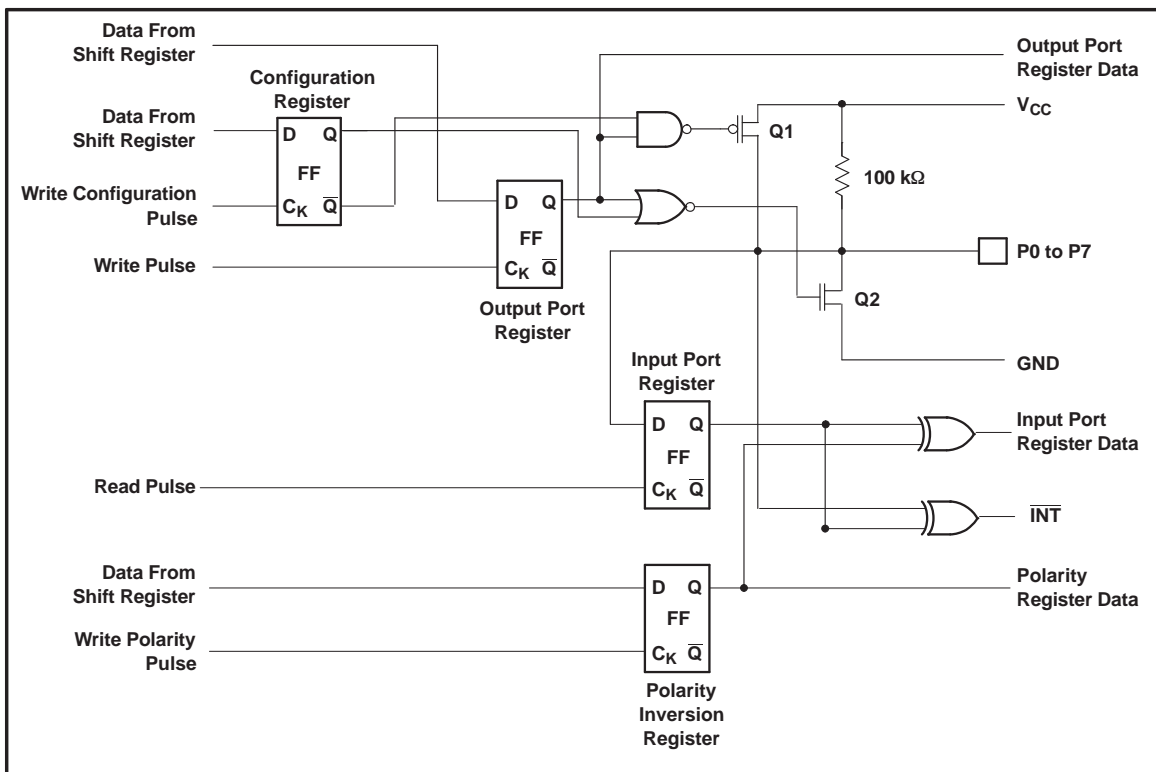 Data From
Shift Register
Configuration
Register
Data From
Shift Register
D Q
FF
Write Configuration
Pulse
CK Q̅
Write Pulse
D Q
FF
CK Q̅
Output Port
Register
Output Port
Register Data
VCC
Q1
100 kΩ
P0 to P7
Q2
GND
Input Port
Register
D Q
FF
CK Q̅
Read Pulse
Input Port
Register Data
I̅N̅T̅
Data From
Shift Register
D Q
FF
Write Polarity
Pulse
CK Q̅
Polarity
Register Data
Polarity
Inversion
Register